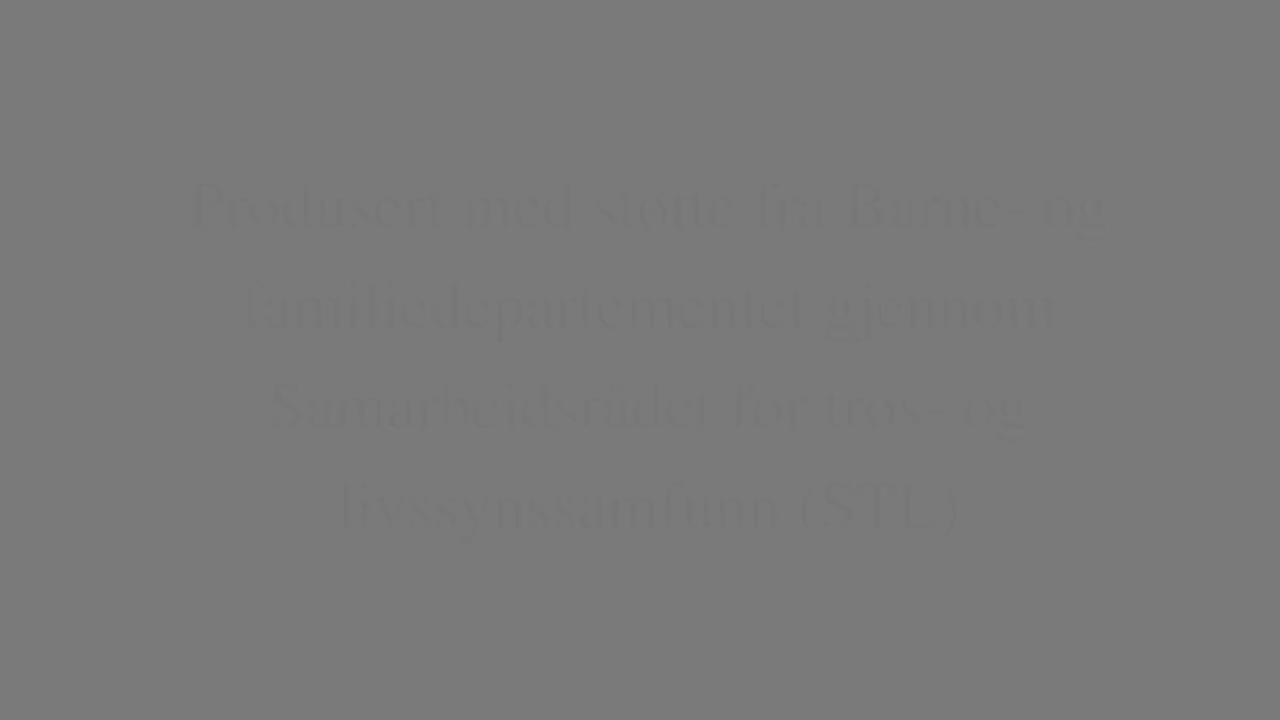 Produsert med støtte fra Barne- og
familiedepartementet gjennom
Samarbeidsrådet for tros- og
livssynssamfunn (STL)